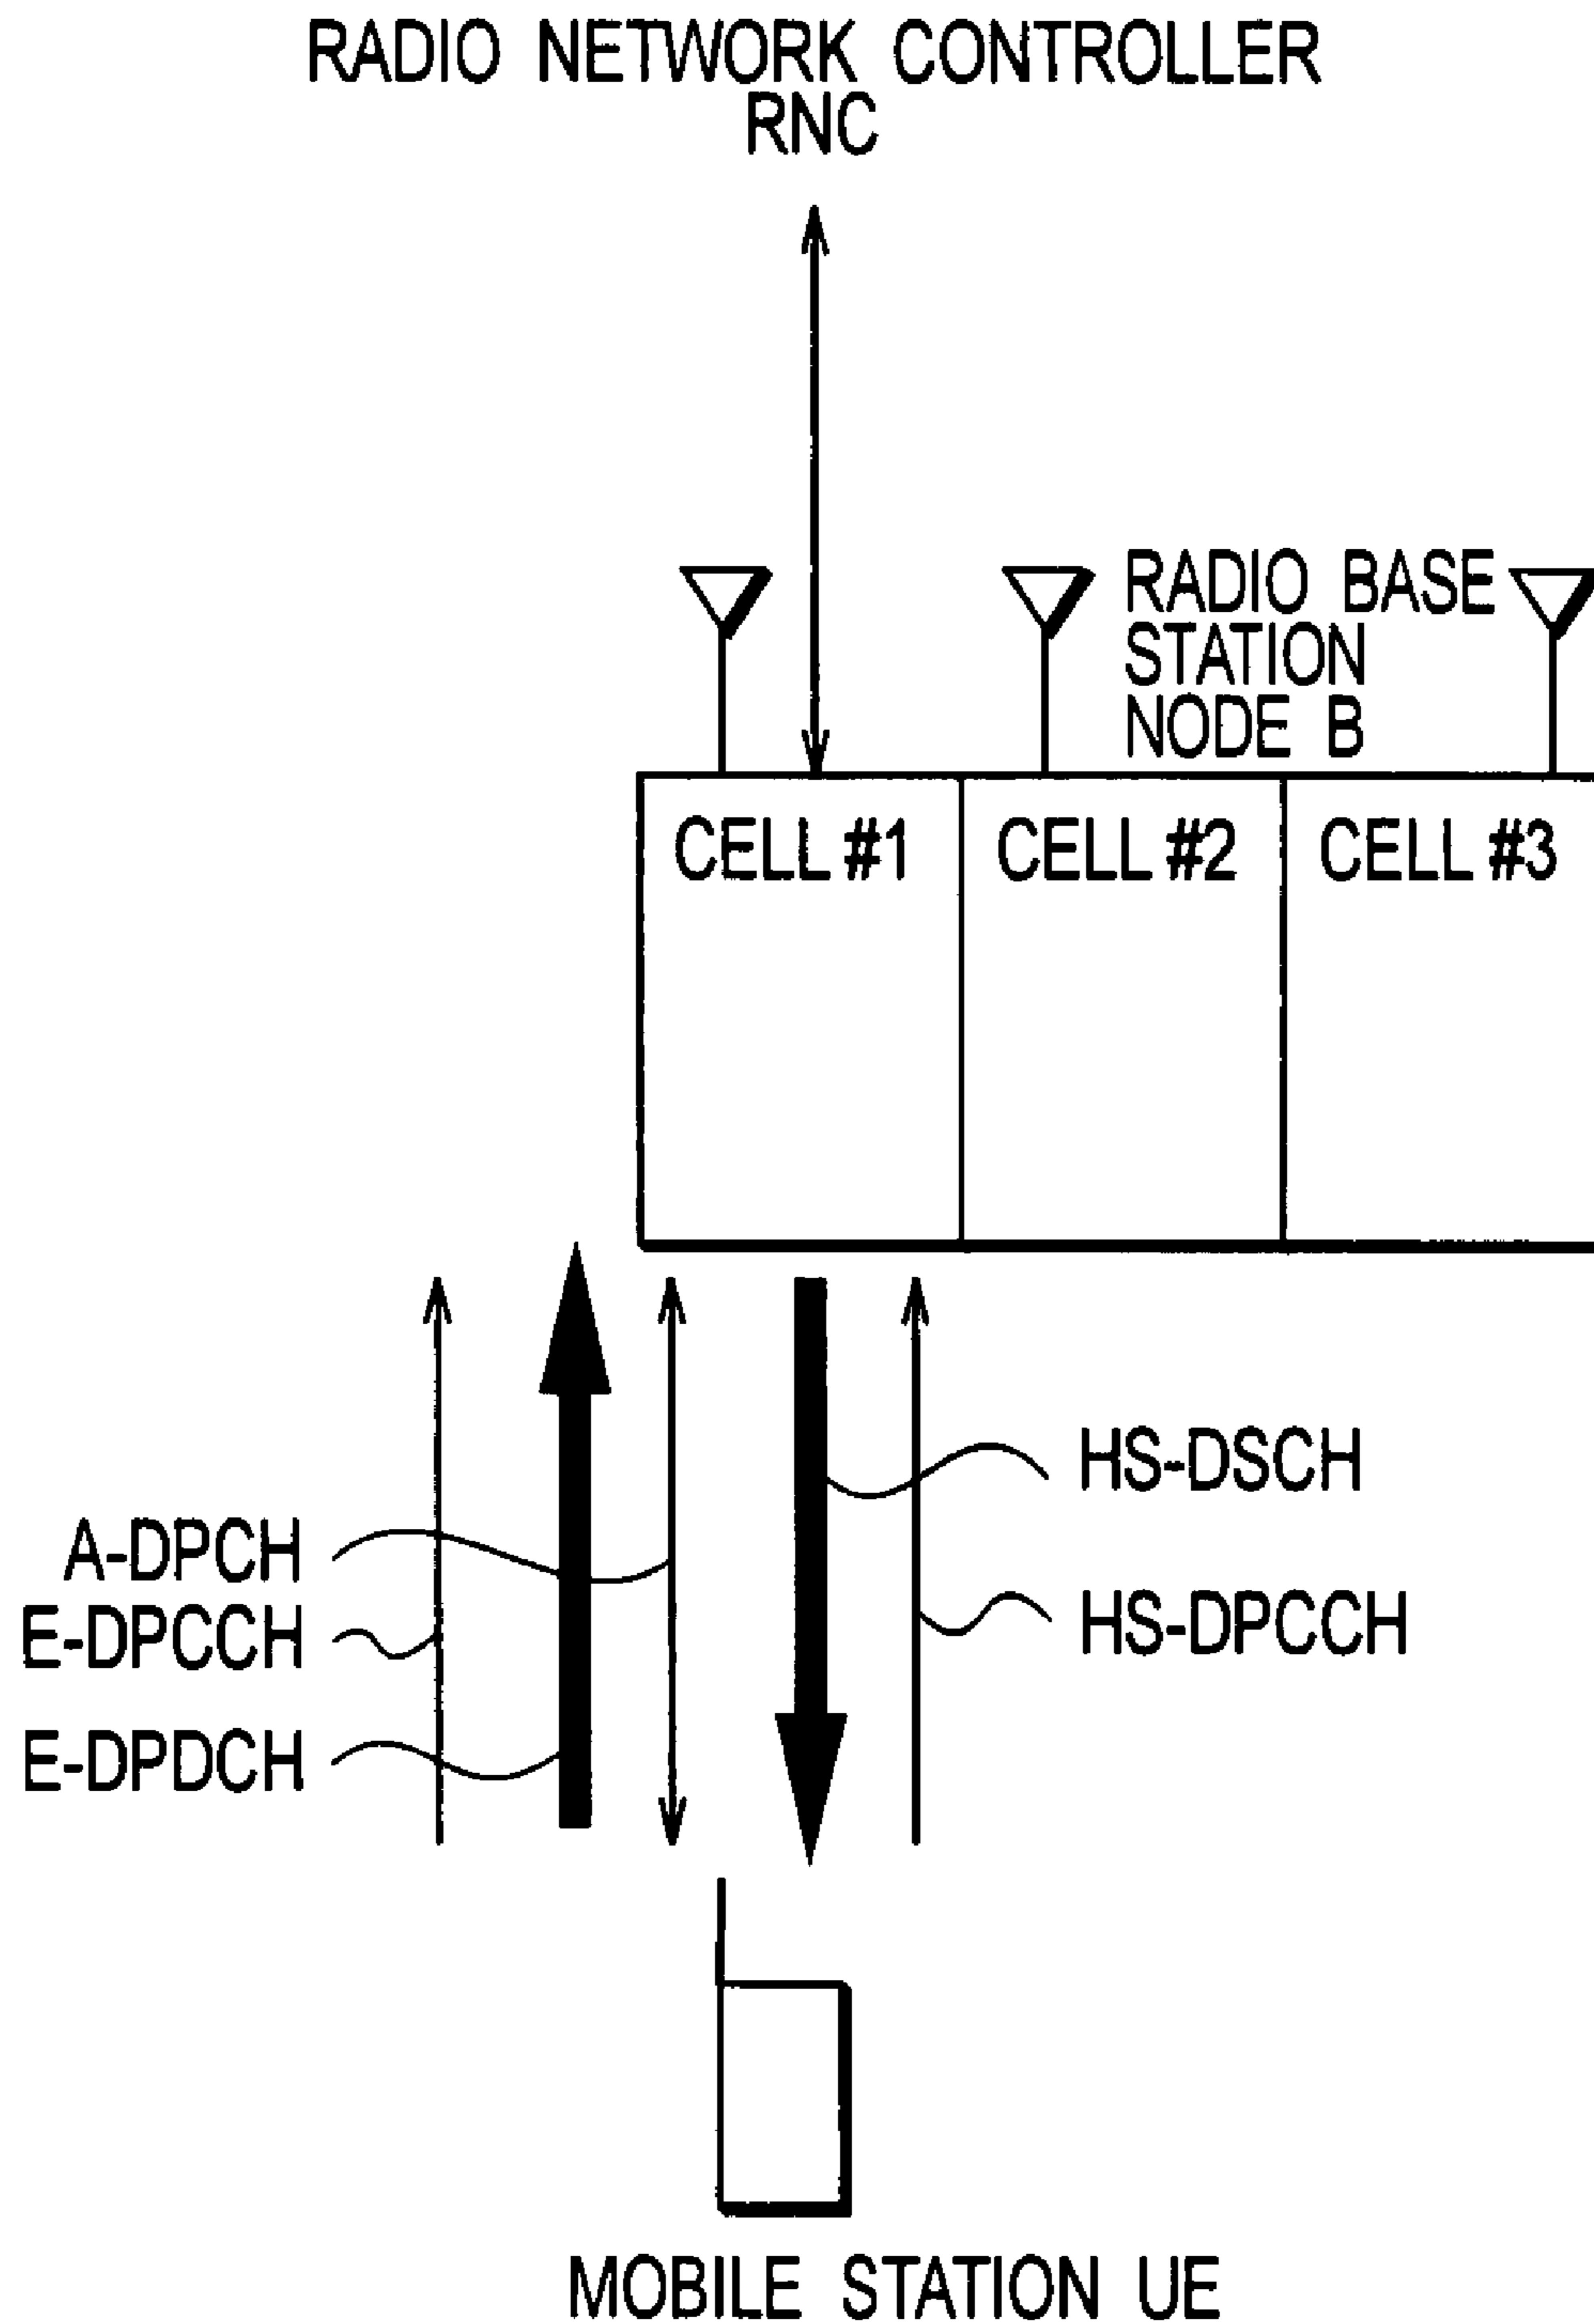 RADIO NETWORK CONTROLLER
RNC
RADIO BASE
STATION
NODE B
CELL #1
CELL #2
CELL #3
HS-DSCH
A-DPCH
HS-DPCCH
E-DPCCH
E-DPDCH
MOBILE STATION UE